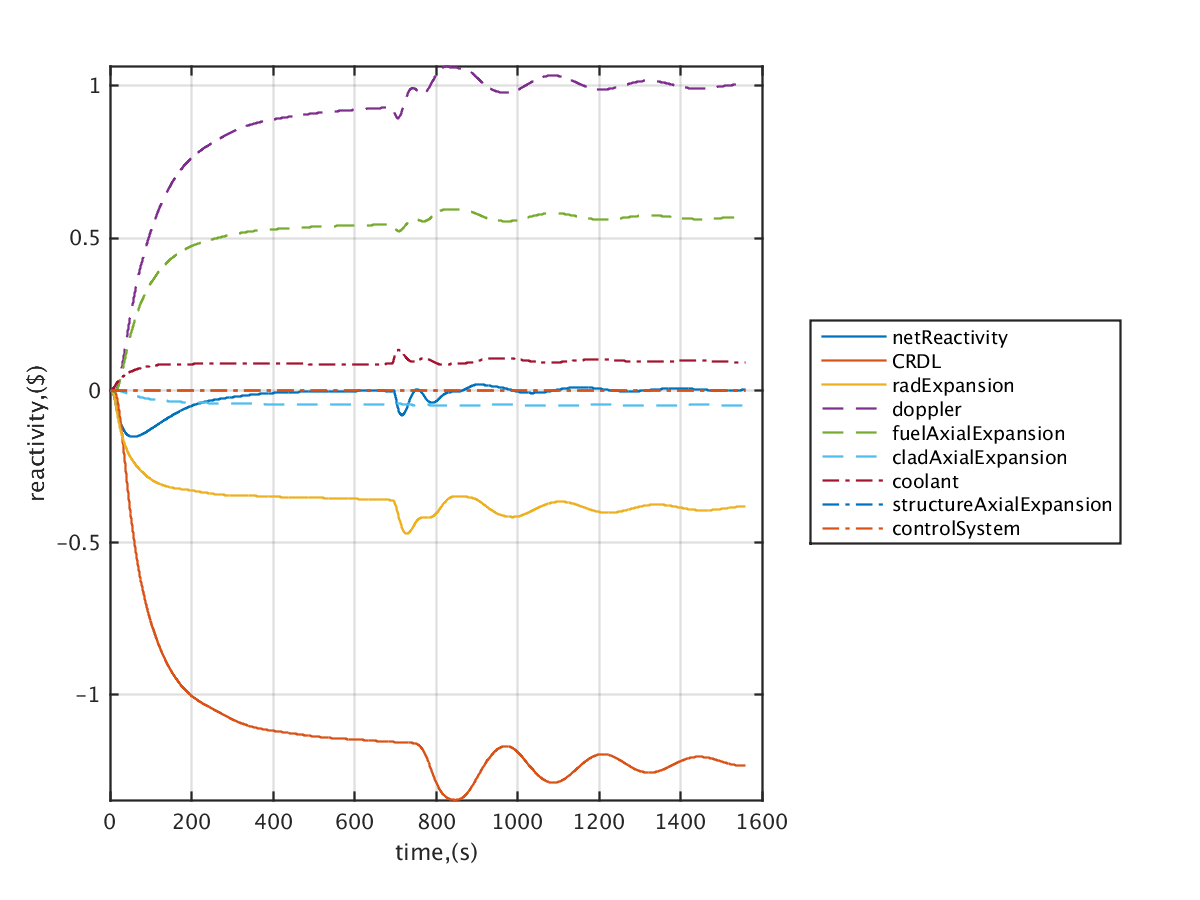 1
0.5
0
−0.5
−1
reactivity,($)
0 200 400 600 800 1000 1200 1400 1600
time,(s)
netReactivity
CRDL
radExpansion
doppler
fuelAxialExpansion
cladAxialExpansion
coolant
structureAxialExpansion
controlSystem